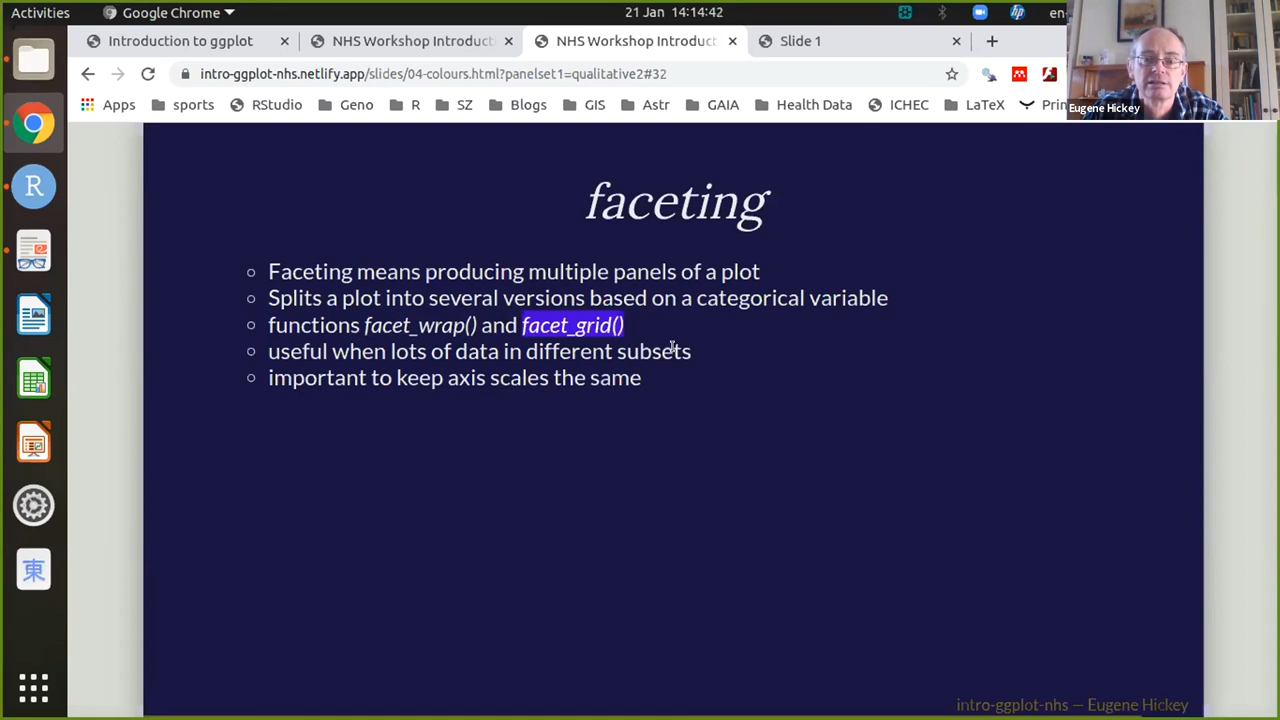 Activities
Google Chrome
21 Jan 14:14:42
en
Introduction to ggplot
NHS Workshop Introduct
NHS Workshop Introduct
Slide 1
intro-ggplot-nhs.netlify.app/slides/04-colours.html?panelset1=qualitative2#32
Apps
sports
RStudio
Geno
R
SZ
Blogs
GIS
Astr
GAIA
Health Data
ICHEC
LaTeX
Prin
Eugene Hickey
faceting
Faceting means producing multiple panels of a plot
Splits a plot into several versions based on a categorical variable
functions facet_wrap() and facet_grid()
useful when lots of data in different subsets
important to keep axis scales the same
R
東
intro-ggplot-nhs — Eugene Hickey